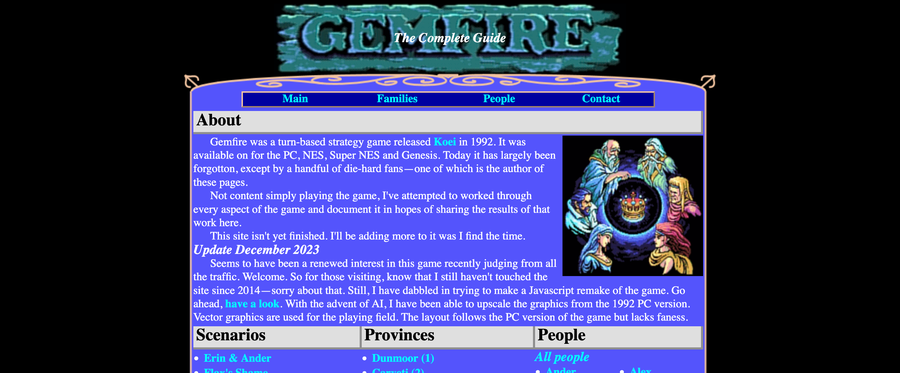 GEMFIRE
The Complete Guide
Main Families People Contact
About
Gemfire was a turn-based strategy game released Koei in 1992. It was
available on for the PC, NES, Super NES and Genesis. Today it has largely been
forgotten, except by a handful of die-hard fans—one of which is the author of
these pages.
Not content simply playing the game, I've attempted to worked through
every aspect of the game and document it in hopes of sharing the results of that
work here.
This site isn't yet finished. I'll be adding more to it was I find the time.
Update December 2023
Seems to have been a renewed interest in this game recently judging from all
the traffic. Welcome. So for those visiting, know that I still haven't touched the
site since 2014—sorry about that. Still, I have dabbled in trying to make a Javascript remake of the game. Go
ahead, have a look. With the advent of AI, I have been able to upscale the graphics from the 1992 PC version.
Vector graphics are used for the playing field. The layout follows the PC version of the game but lacks faness.
Scenarios Provinces People
• Erin & Ander • Dunmoor (1) All people
• Ander • Alex